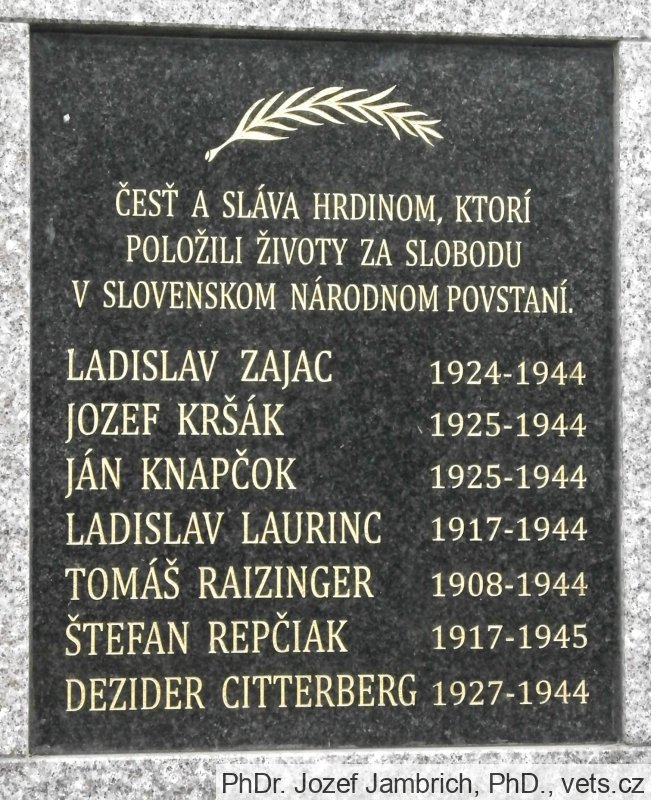 ČESŤ A SLÁVA HRDINOM, KTORÍ
POLOŽILI ŽIVOTY ZA SLOBODU
V SLOVENSKOM NÁRODNOM POVSTANÍ.
LADISLAV ZAJAC 1924-1944
JOZEF KRŠÁK 1925-1944
JÁN KNAPČOK 1925-1944
LADISLAV LAURINC 1917-1944
TOMÁŠ RAIZINGER 1908-1944
ŠTEFAN REPČIAK 1917-1945
DEZIDER CITTERBERG 1927-1944
PhDr. Jozef Jambrich, PhD., vets.cz